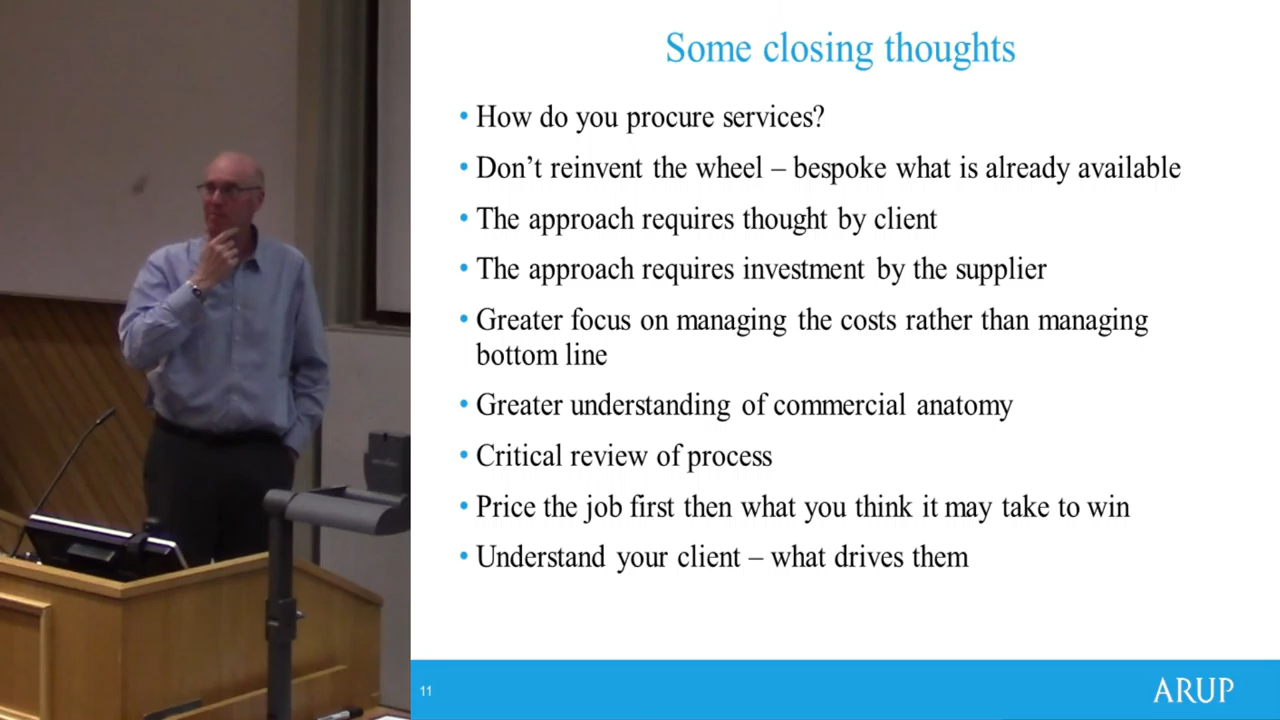 Some closing thoughts
• How do you procure services?
• Don’t reinvent the wheel – bespoke what is already available
• The approach requires thought by client
• The approach requires investment by the supplier
• Greater focus on managing the costs rather than managing
bottom line
• Greater understanding of commercial anatomy
• Critical review of process
• Price the job first then what you think it may take to win
• Understand your client – what drives them
11
ARUP